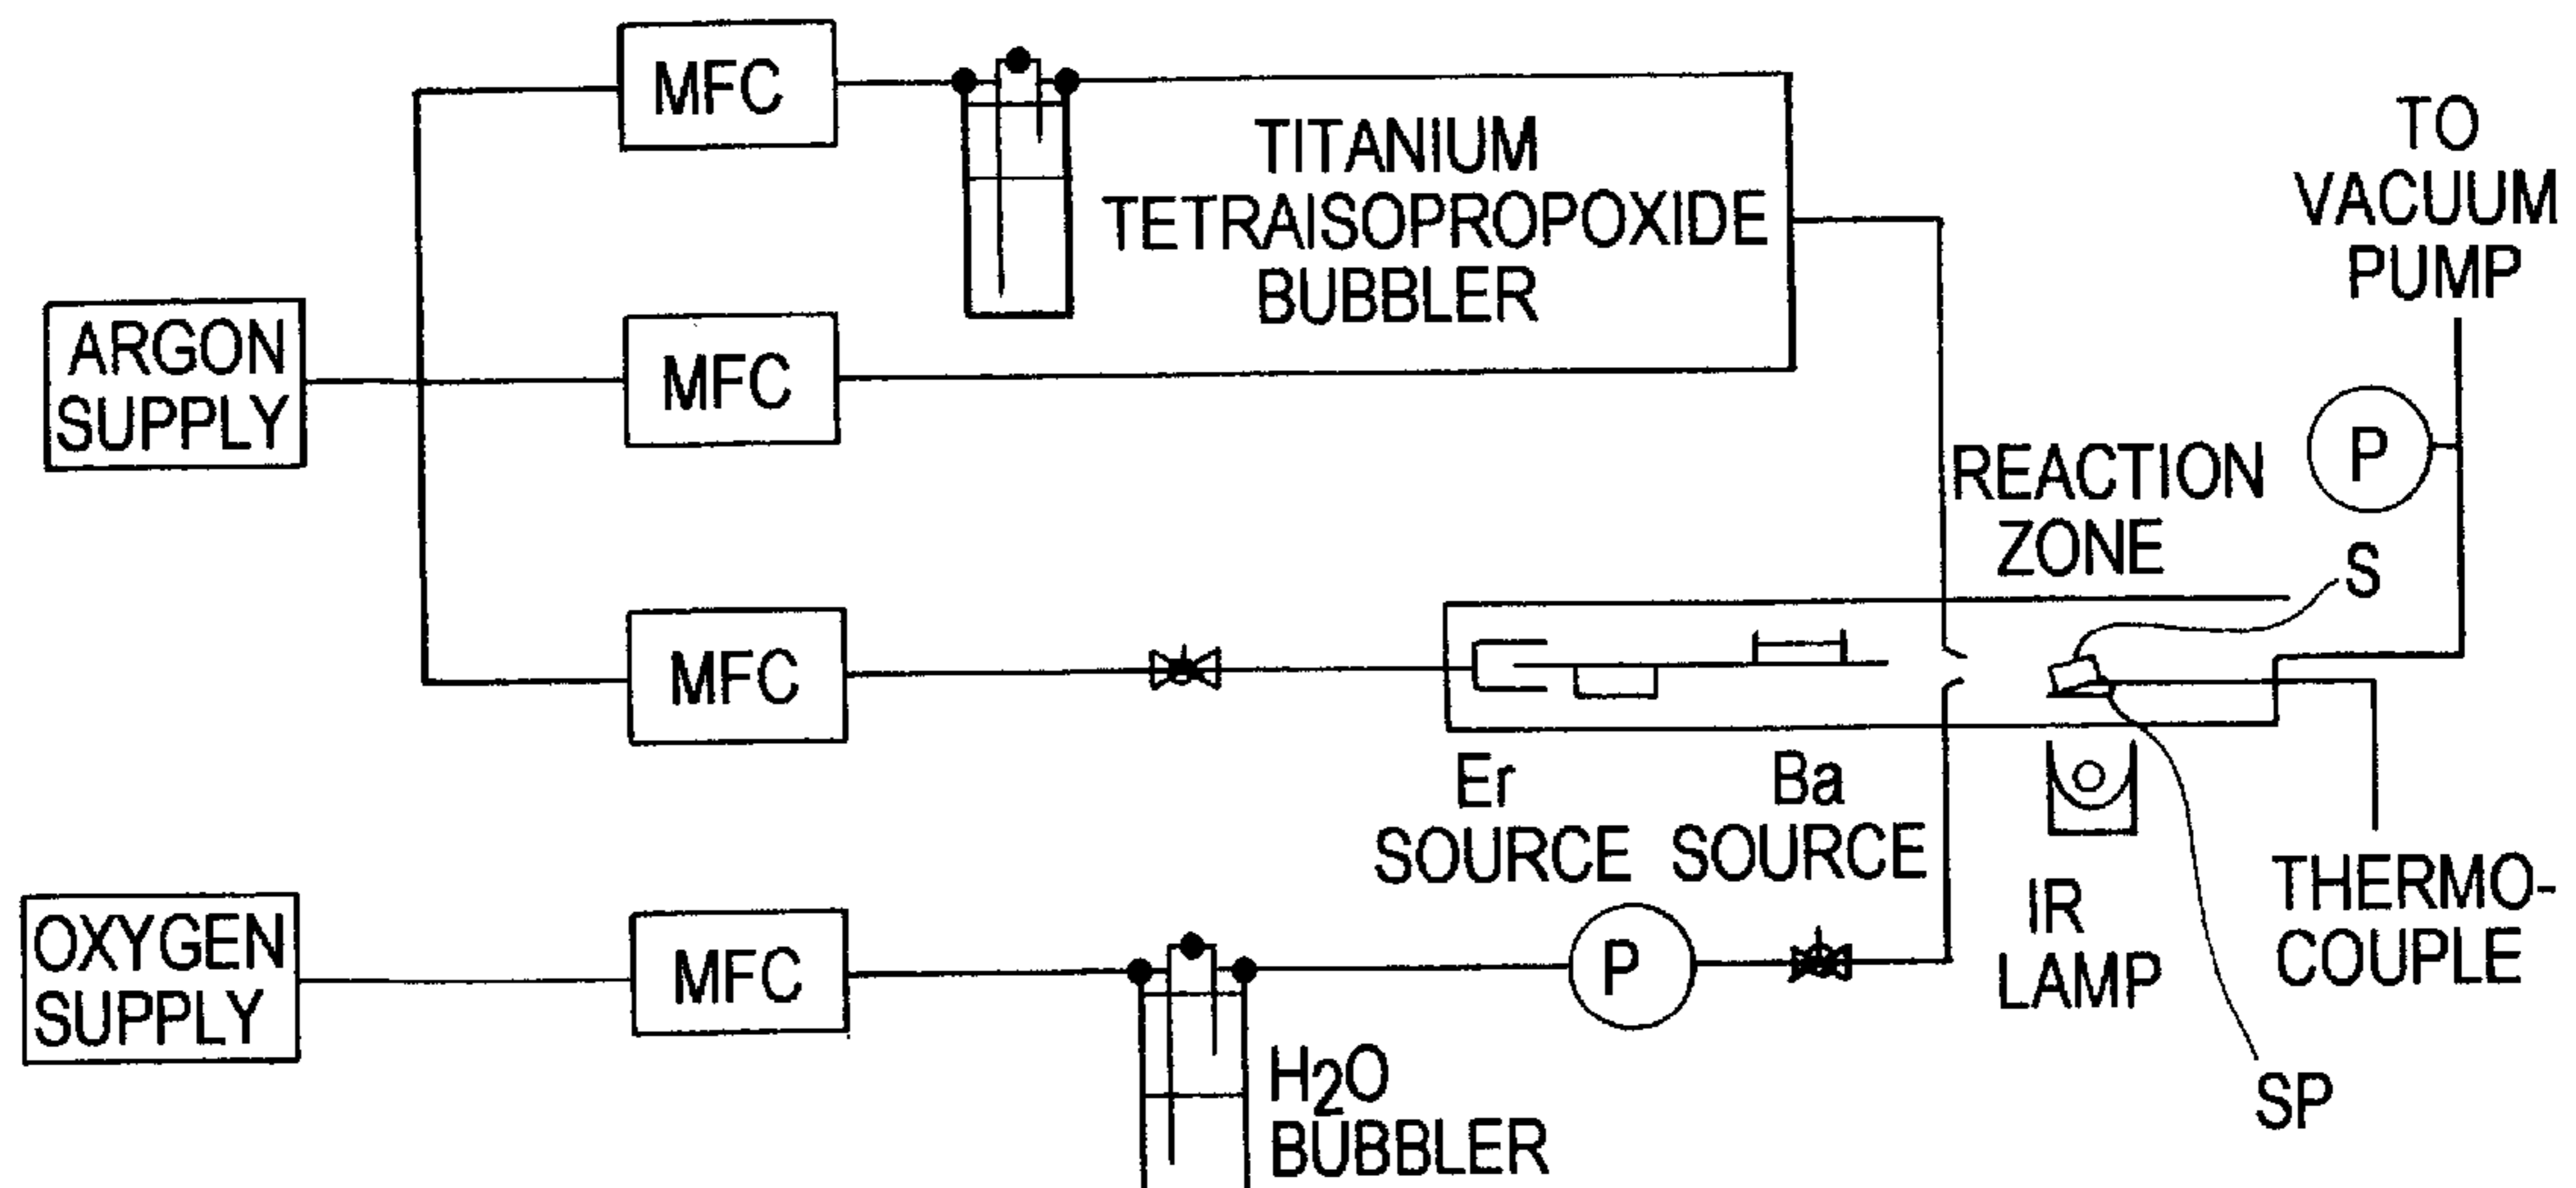 MFC
TITANIUM
TETRAISOPROPOXIDE
BUBBLER
TO
VACUUM
PUMP
ARGON
SUPPLY
MFC
P
REACTION
ZONE
S
MFC
Er
SOURCE
Ba
SOURCE
IR
LAMP
THERMO-
COUPLE
OXYGEN
SUPPLY
MFC
P
H2O
BUBBLER
SP